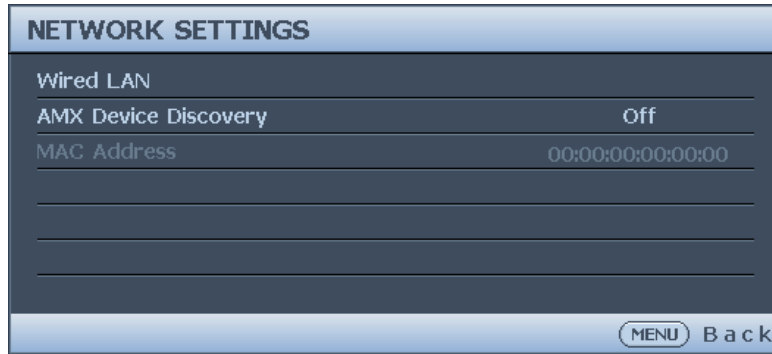 NETWORK SETTINGS
Wired LAN
AMX Device Discovery Off
MAC Address 00:00:00:00:00:00
MENU Back